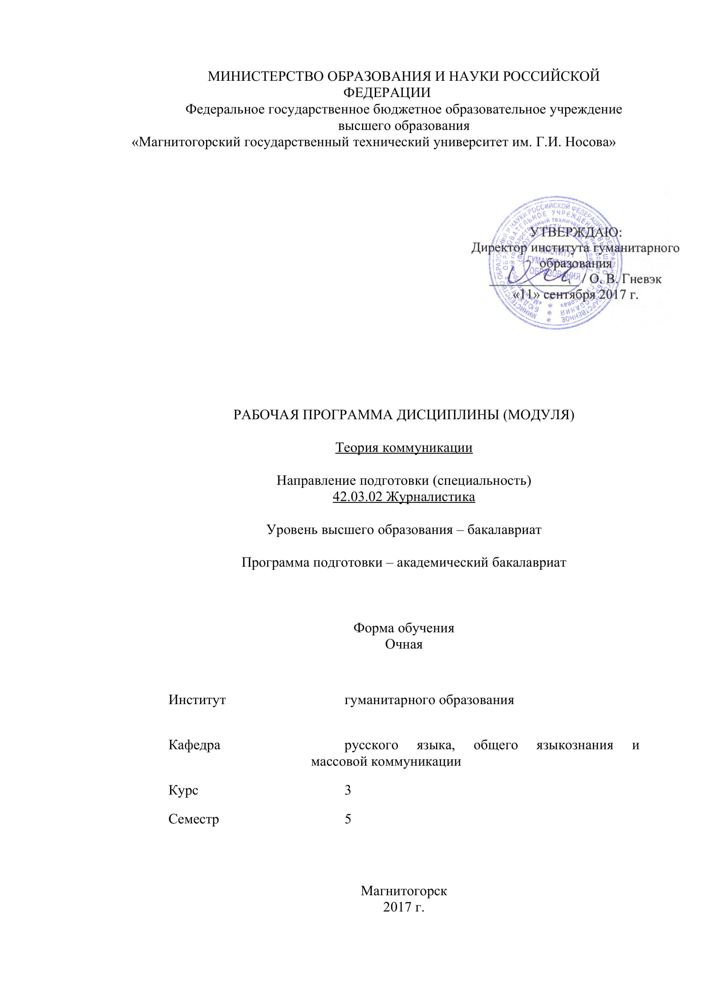 МИНИСТЕРСТВО ОБРАЗОВАНИЯ И НАУКИ РОССИЙСКОЙ
ФЕДЕРАЦИИ
Федеральное государственное бюджетное образовательное учреждение
высшего образования
«Магнитогорский государственный технический университет им. Г.И. Носова»
УТВЕРЖДАЮ:
Директор института гуманитарного
образования
/ О. В. Гневэк
«11» сентября 2017 г.
ИНСТИТУТ
ГУМАНИТАРНОГО
ОБРАЗОВАНИЯ
РАБОЧАЯ ПРОГРАММА ДИСЦИПЛИНЫ (МОДУЛЯ)
Теория коммуникации
Направление подготовки (специальность)
42.03.02 Журналистика
Уровень высшего образования – бакалавриат
Программа подготовки – академический бакалавриат
Форма обучения
Очная
Институт гуманитарного образования
Кафедра русского языка, общего языкознания и
массовой коммуникации
Курс 3
Семестр 5
Магнитогорск
2017 г.